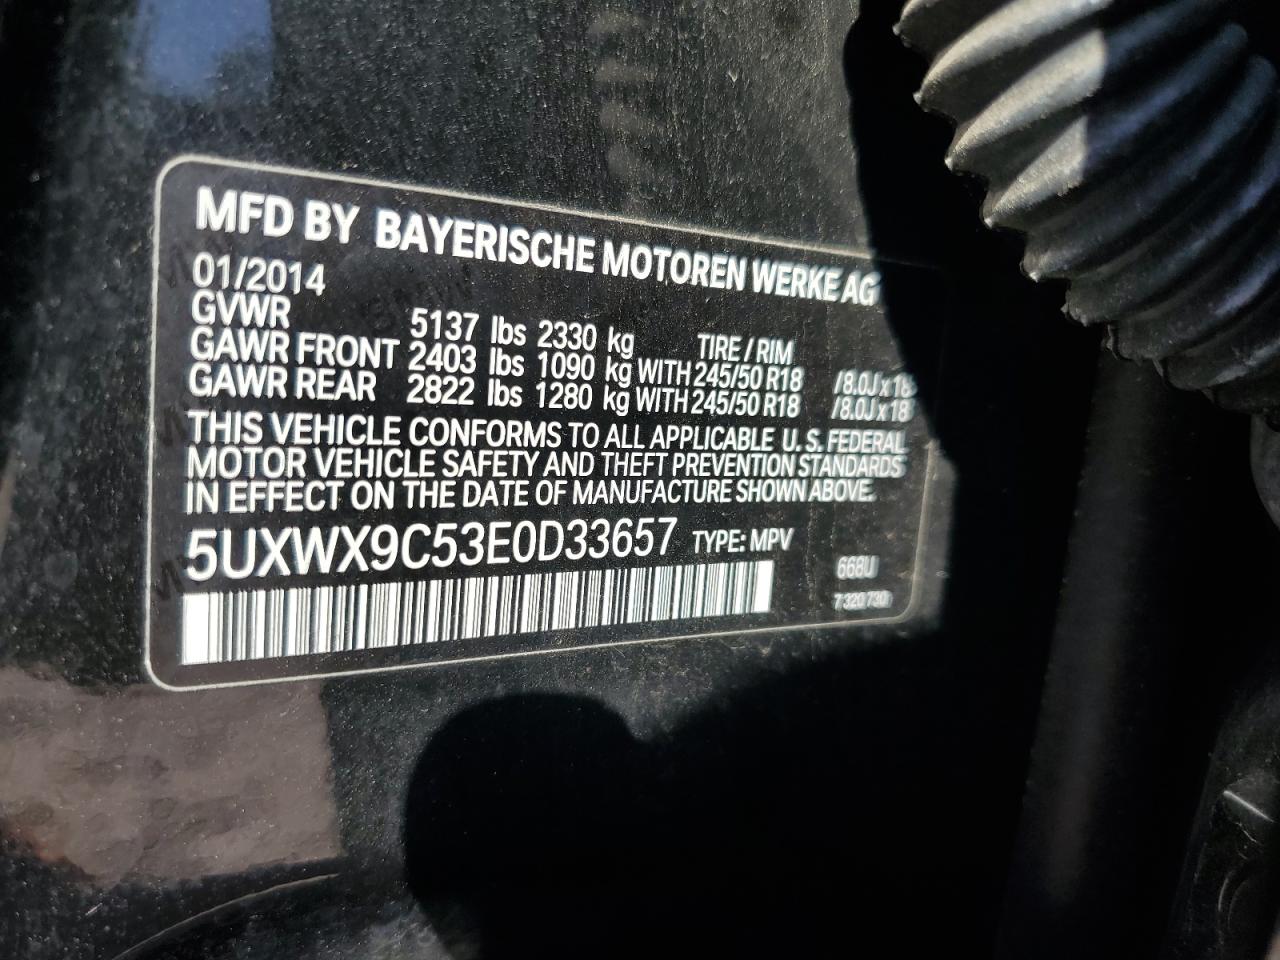 MFD BY BAYERISCHE MOTOREN WERKE AG
01/2014
GVWR 5137 lbs 2330 kg TIRE / RIM
GAWR FRONT 2403 lbs 1090 kg WITH 245/50 R18 /8.0J x 18
GAWR REAR 2822 lbs 1280 kg WITH 245/50 R18 /8.0J x 18
THIS VEHICLE CONFORMS TO ALL APPLICABLE U. S. FEDERAL
MOTOR VEHICLE SAFETY AND THEFT PREVENTION STANDARDS
IN EFFECT ON THE DATE OF MANUFACTURE SHOWN ABOVE.
5UXWX9C53E0D33657 TYPE: MPV
668U
7 320 730